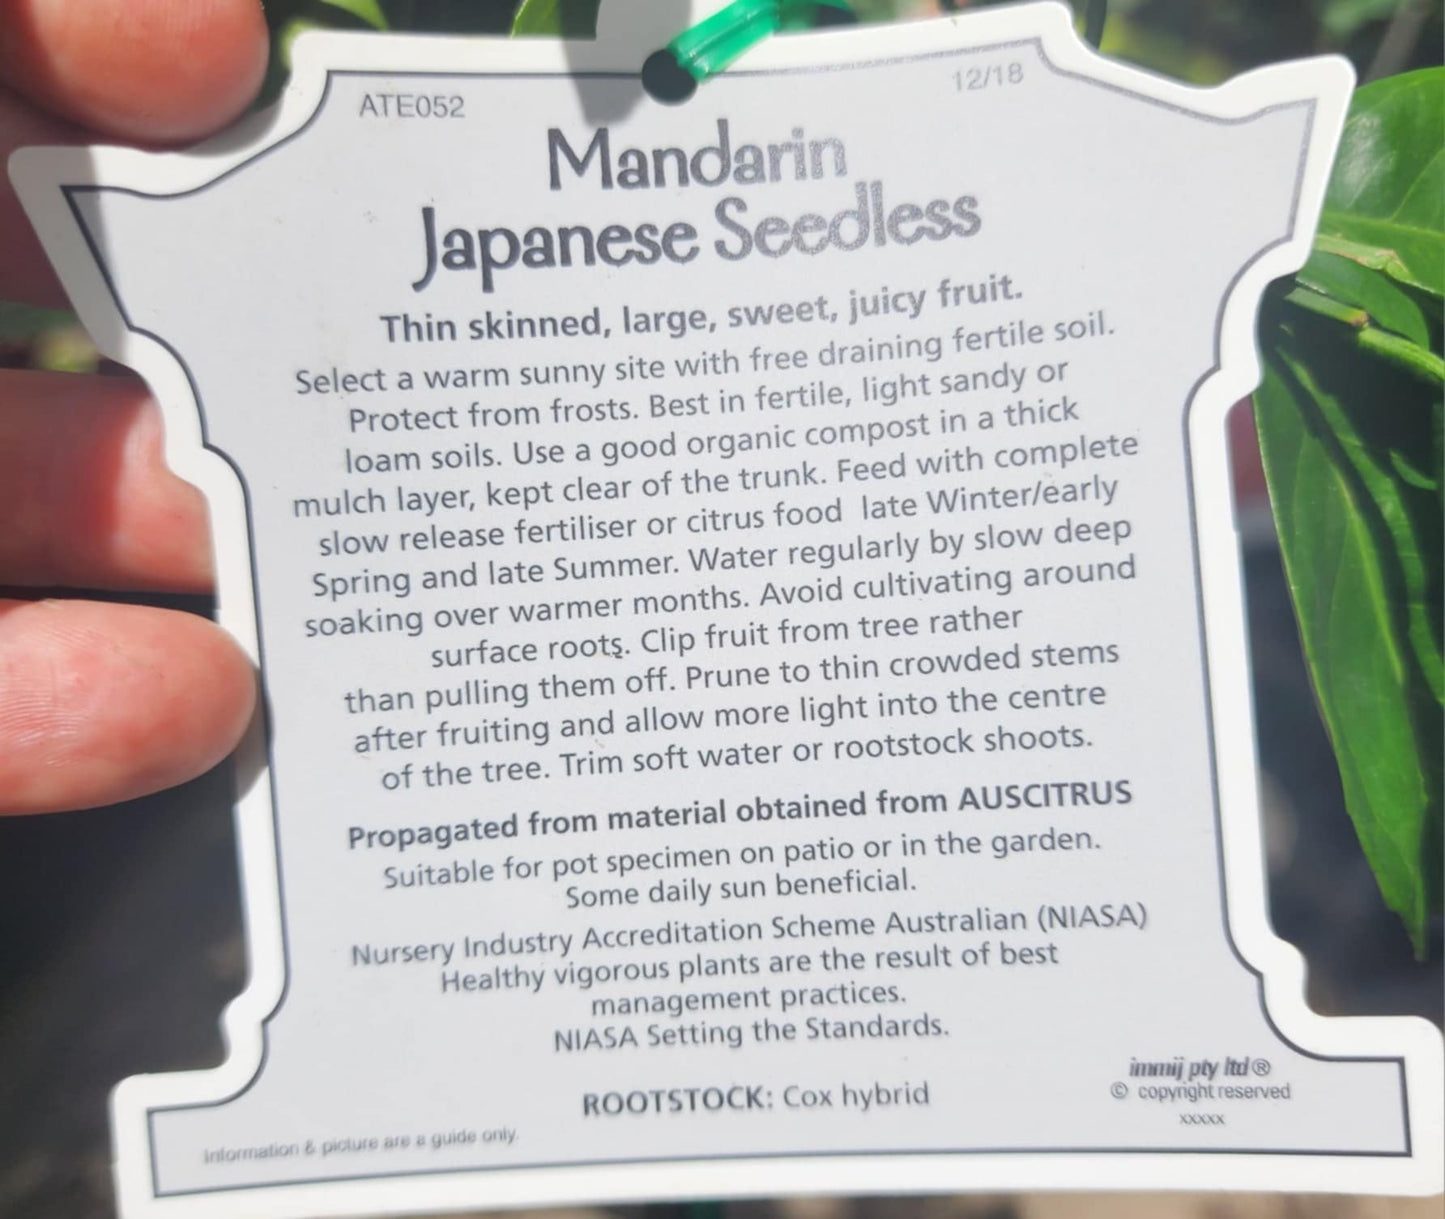 ATE052
12/18
Mandarin
Japanese Seedless
Thin skinned, large, sweet, juicy fruit.
Select a warm sunny site with free draining fertile soil.
Protect from frosts. Best in fertile, light sandy or
loam soils. Use a good organic compost in a thick
mulch layer, kept clear of the trunk. Feed with complete
slow release fertiliser or citrus food late Winter/early
Spring and late Summer. Water regularly by slow deep
soaking over warmer months. Avoid cultivating around
surface roots. Clip fruit from tree rather
than pulling them off. Prune to thin crowded stems
after fruiting and allow more light into the centre
of the tree. Trim soft water or rootstock shoots.
Propagated from material obtained from AUSCITRUS
Suitable for pot specimen on patio or in the garden.
Some daily sun beneficial.
Nursery Industry Accreditation Scheme Australian (NIASA)
Healthy vigorous plants are the result of best
management practices.
NIASA Setting the Standards.
ROOTSTOCK: Cox hybrid
immij pty ltd®
© copyright reserved
xxxxx
Information & picture are a guide only.